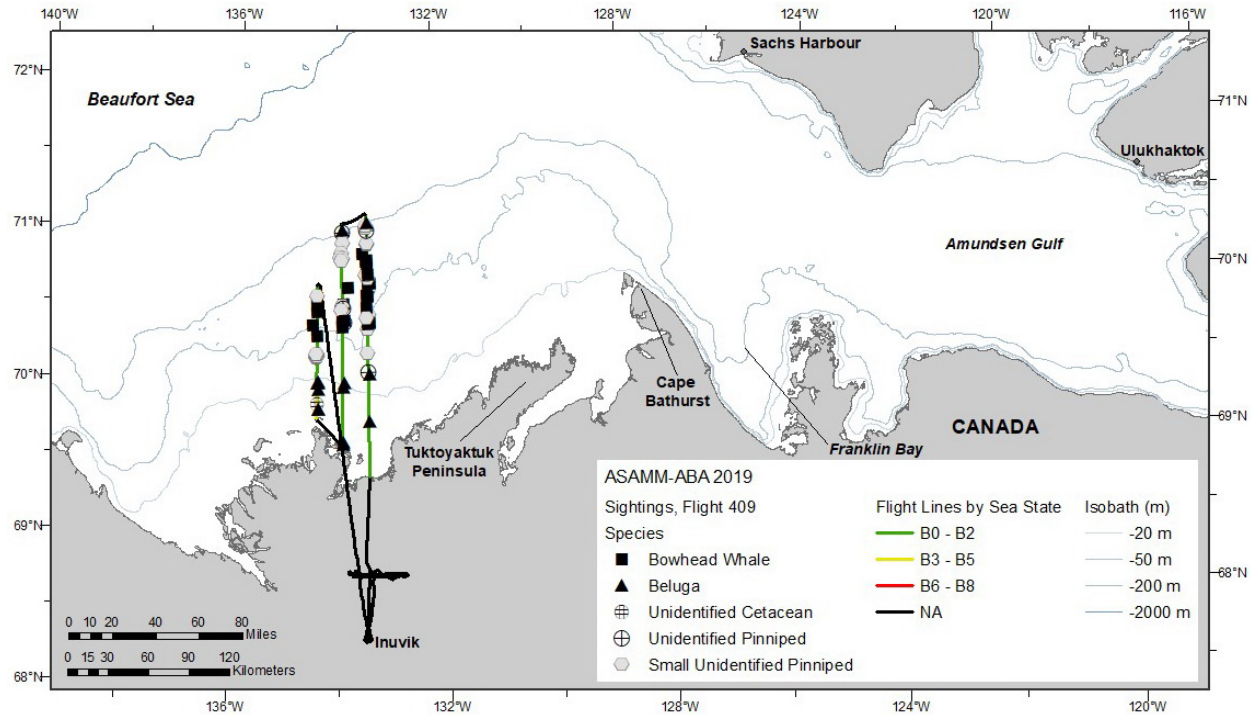 140°W 136°W 132°W 128°W 124°W 120°W 116°W
Sachs Harbour
72°N
Beaufort Sea
71°N
Ulukhaktok
71°N
Amundsen Gulf
70°N
70°N
Cape
Bathurst
69°N
Tuktoyaktuk
Peninsula
Franklin Bay
CANADA
69°N
68°N
Inuvik
68°N
0 10 20 40 60 80
Miles
0 15 30 60 90 120
Kilometers
ASAMM-ABA 2019
Sightings, Flight 409
Species
Bowhead Whale
Beluga
Unidentified Cetacean
Unidentified Pinniped
Small Unidentified Pinniped
Flight Lines by Sea State
B0 - B2
B3 - B5
B6 - B8
NA
Isobath (m)
-20 m
-50 m
-200 m
-2000 m
136°W 132°W 128°W 124°W 120°W